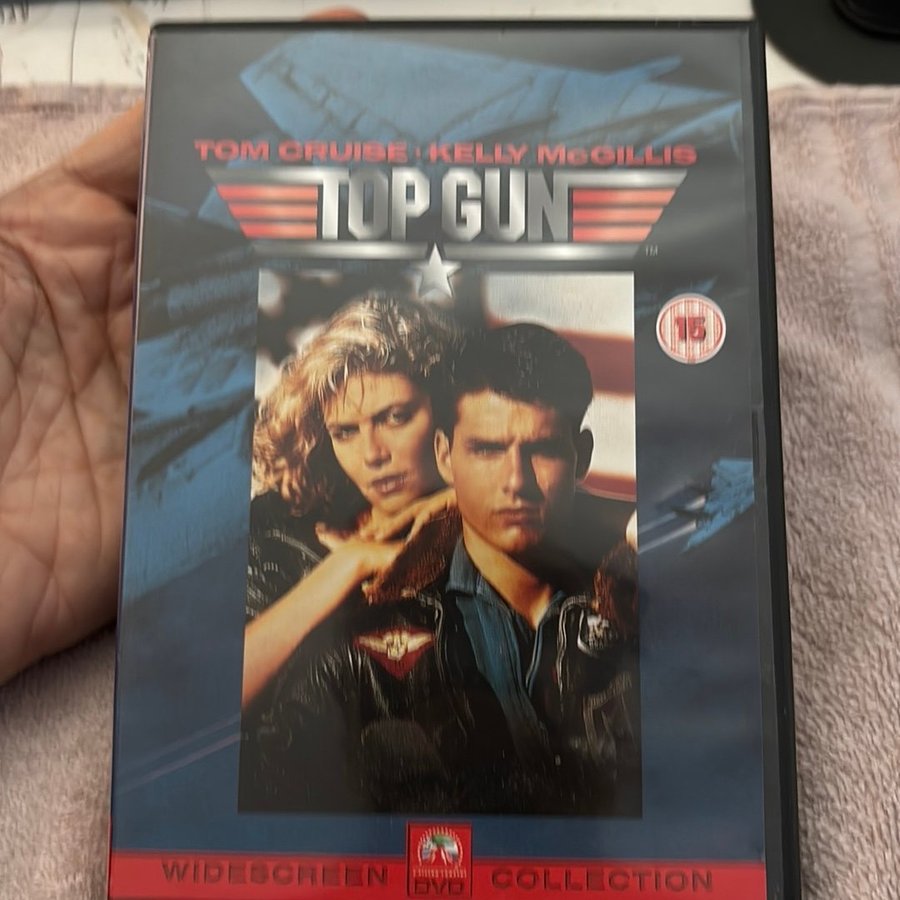 TOM CRUISE · KELLY McGILLIS
TOP GUN
TM
15
WIDESCREEN
DVD
COLLECTION